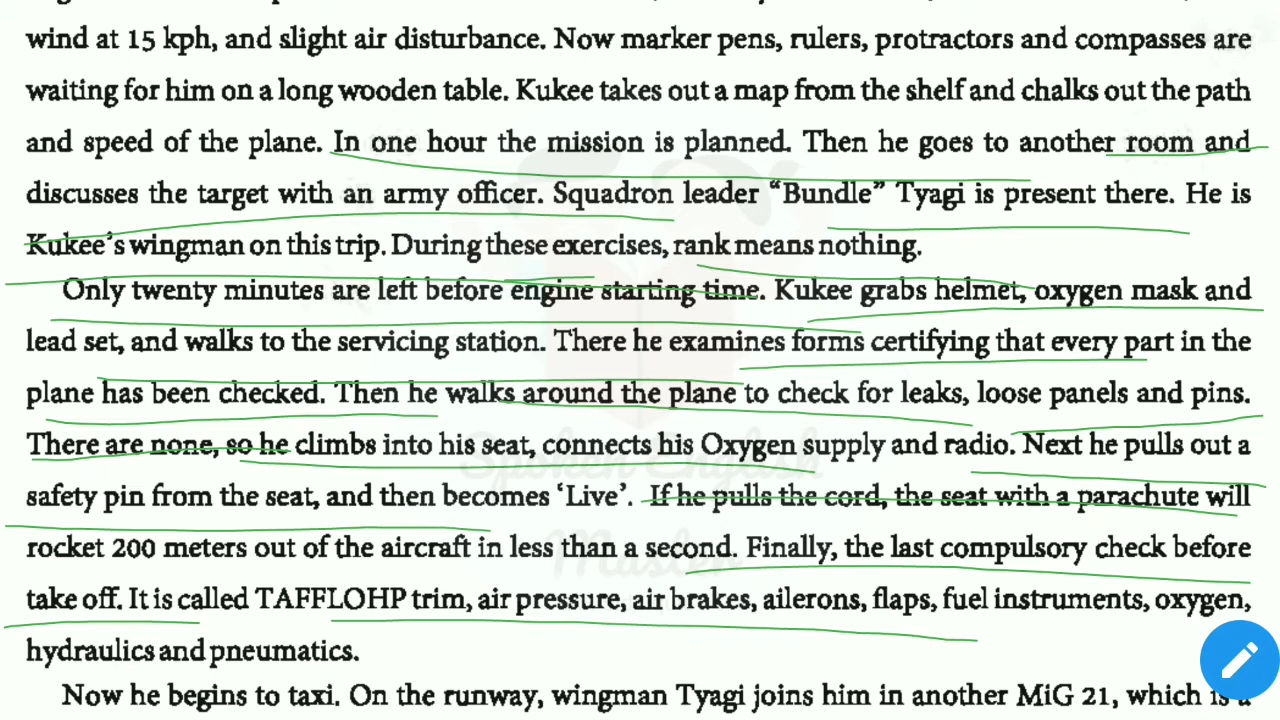 wind at 15 kph, and slight air disturbance. Now marker pens, rulers, protractors and compasses are
waiting for him on a long wooden table. Kukee takes out a map from the shelf and chalks out the path
and speed of the plane. In one hour the mission is planned. Then he goes to another room and
discusses the target with an army officer. Squadron leader “Bundle” Tyagi is present there. He is
Kukee’s wingman on this trip. During these exercises, rank means nothing.
Only twenty minutes are left before engine starting time. Kukee grabs helmet, oxygen mask and
lead set, and walks to the servicing station. There he examines forms certifying that every part in the
plane has been checked. Then he walks around the plane to check for leaks, loose panels and pins.
There are none, so he climbs into his seat, connects his Oxygen supply and radio. Next he pulls out a
safety pin from the seat, and then becomes ‘Live’. If he pulls the cord, the seat with a parachute will
rocket 200 meters out of the aircraft in less than a second. Finally, the last compulsory check before
take off. It is called TAFFLOHP trim, air pressure, air brakes, ailerons, flaps, fuel instruments, oxygen,
hydraulics and pneumatics.
Now he begins to taxi. On the runway, wingman Tyagi joins him in another MiG 21, which is a
Spoken English
Master